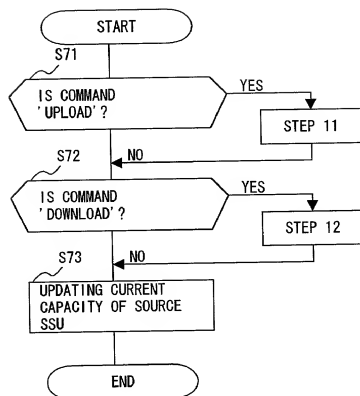 START
S71
IS COMMAND
'UPLOAD'?
YES
STEP 11
NO
S72
IS COMMAND
'DOWNLOAD'?
YES
STEP 12
NO
S73
UPDATING CURRENT
CAPACITY OF SOURCE
SSU
END